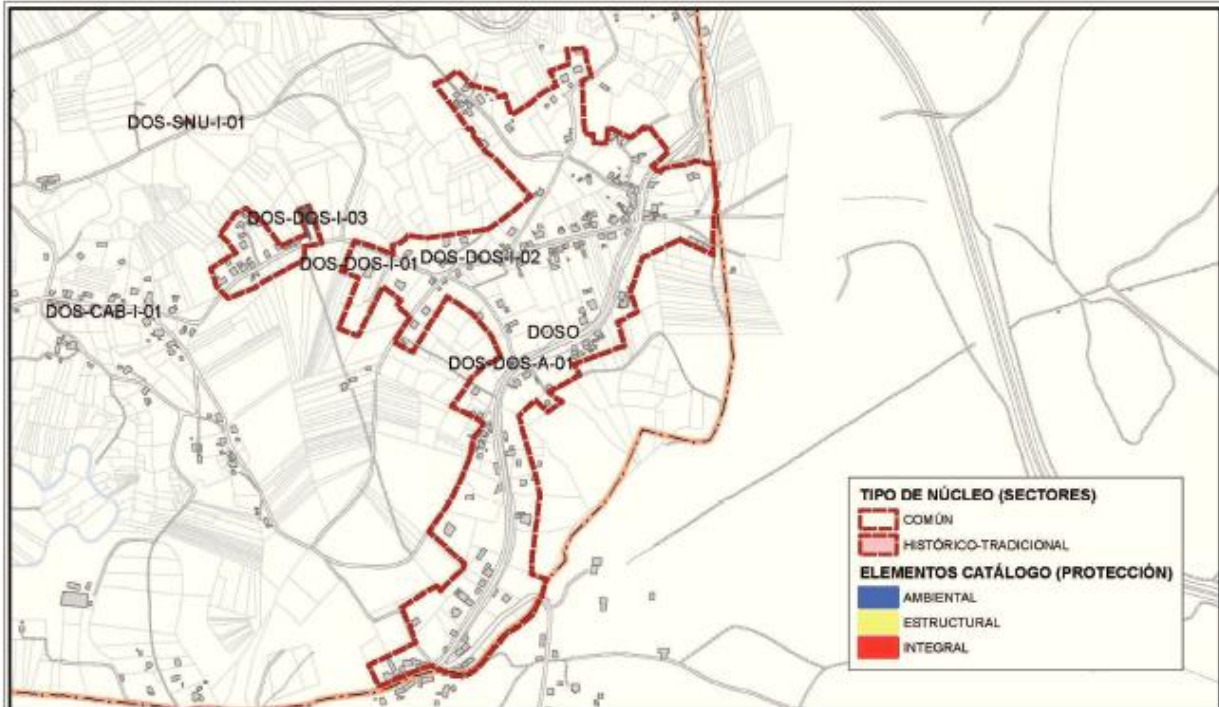 DOS-SNU-I-01
DOS-DOS-I-03
DOS-DOS-I-01
DOS-DOS-I-02
DOS-CAB-I-01
DOSO
DOS-DOS-A-01
TIPO DE NÚCLEO (SECTORES)
COMÚN
HISTÓRICO-TRADICIONAL
ELEMENTOS CATÁLOGO (PROTECCIÓN)
AMBIENTAL
ESTRUCTURAL
INTEGRAL